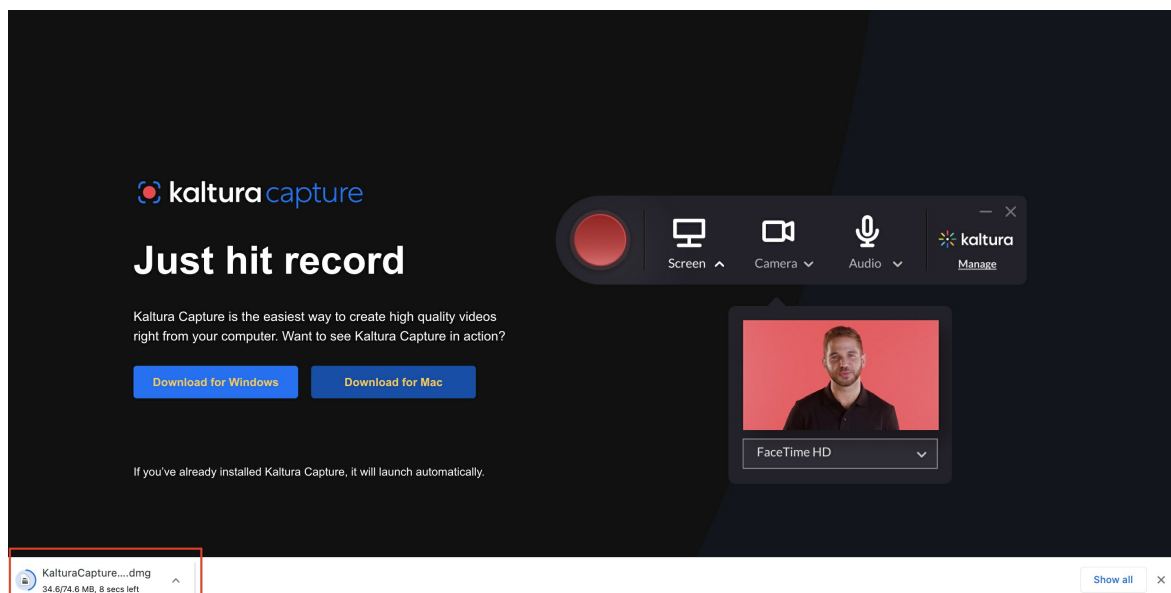 kaltura capture
Just hit record
Kaltura Capture is the easiest way to create high quality videos
right from your computer. Want to see Kaltura Capture in action?
Download for Windows
Download for Mac
If you've already installed Kaltura Capture, it will launch automatically.
Screen
Camera
Audio
kaltura
Manage
FaceTime HD
KalturaCapture....dmg
34.6/74.6 MB, 8 secs left
Show all